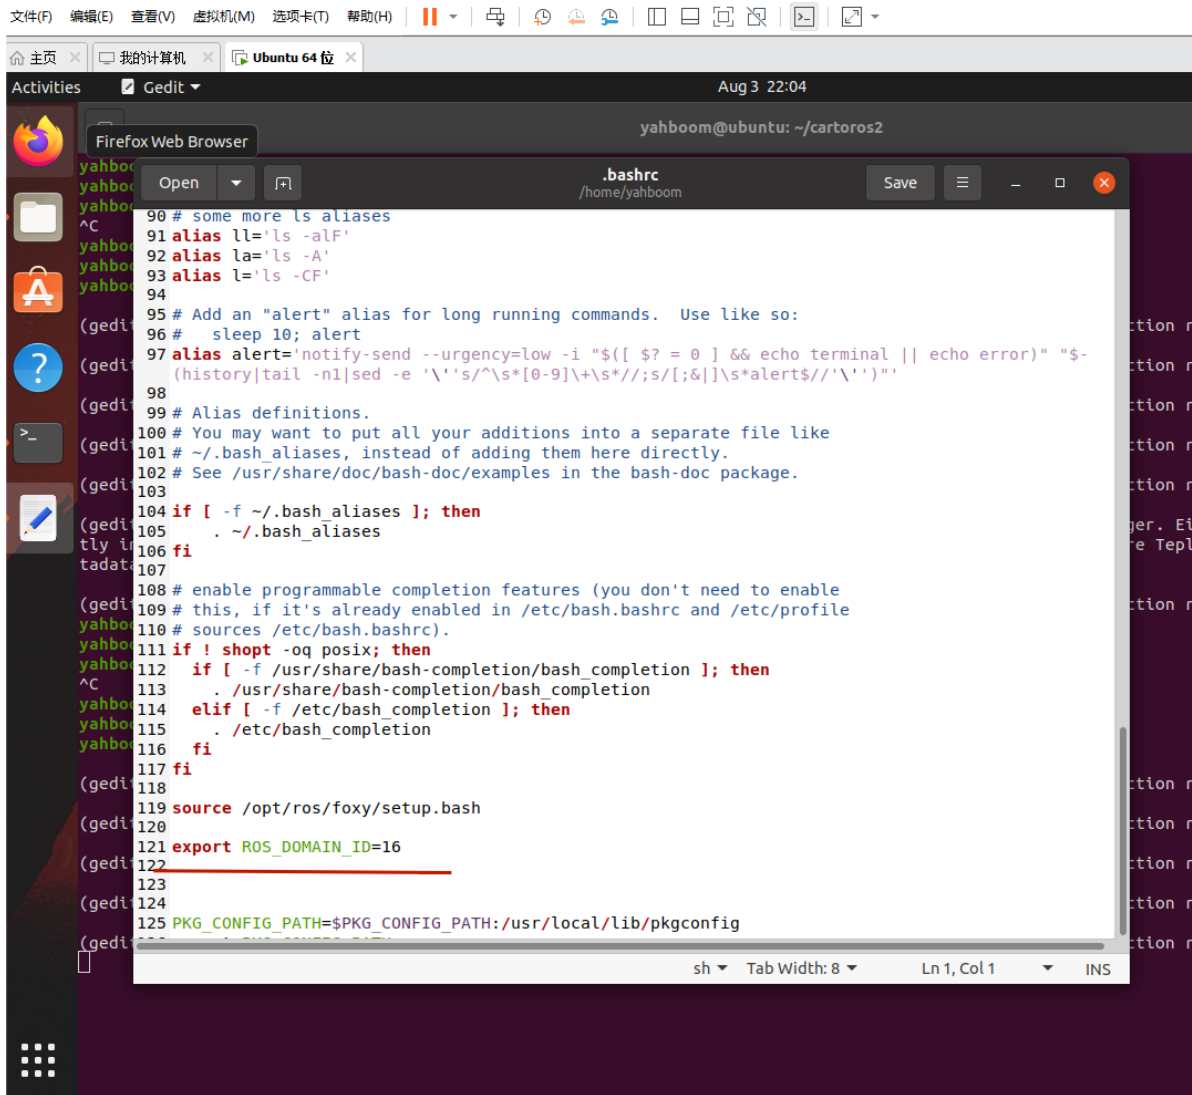 文件(F) 编辑(E) 查看(V) 虚拟机(M) 选项卡(T) 帮助(H)
主页 我的计算机 Ubuntu 64 位
Activities Gedit Aug 3 22:04
yahboom@ubuntu: ~/cartoros2
Firefox Web Browser
Open .bashrc Save
/home/yahboom
90 # some more ls aliases
91 alias ll='ls -alF'
92 alias la='ls -A'
93 alias l='ls -CF'
94
95 # Add an "alert" alias for long running commands.  Use like so:
96 #   sleep 10; alert
97 alias alert='notify-send --urgency=low -i "$([ $? = 0 ] && echo terminal || echo error)" "$-
(history|tail -n1|sed -e '\''s/^\s*[0-9]\+\s*//;s/[;&|]\s*alert$//'\'')"'
98
99 # Alias definitions.
100 # You may want to put all your additions into a separate file like
101 # ~/.bash_aliases, instead of adding them here directly.
102 # See /usr/share/doc/bash-doc/examples in the bash-doc package.
103
104 if [ -f ~/.bash_aliases ]; then
105     . ~/.bash_aliases
106 fi
107
108 # enable programmable completion features (you don't need to enable
109 # this, if it's already enabled in /etc/bash.bashrc and /etc/profile
110 # sources /etc/bash.bashrc).
111 if ! shopt -oq posix; then
112   if [ -f /usr/share/bash-completion/bash_completion ]; then
113     . /usr/share/bash-completion/bash_completion
114   elif [ -f /etc/bash_completion ]; then
115     . /etc/bash_completion
116   fi
117 fi
118
119 source /opt/ros/foxy/setup.bash
120
121 export ROS_DOMAIN_ID=16
122
123
124
125 PKG_CONFIG_PATH=$PKG_CONFIG_PATH:/usr/local/lib/pkgconfig
sh Tab Width: 8 Ln 1, Col 1 INS